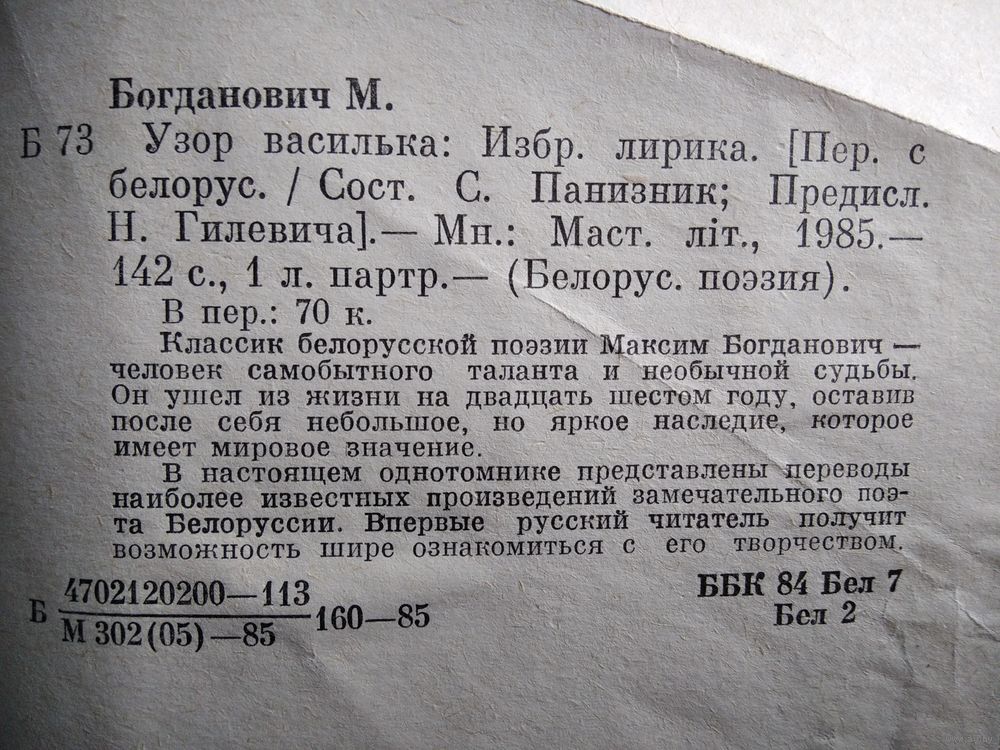 Богданович М.
Б 73 Узор василька: Избр. лирика. [Пер. с
белорус. / Сост. С. Панизник; Предисл.
Н. Гилевича].— Мн.: Маст. літ., 1985.—
142 с., 1 л. партр.— (Белорус. поэзия).
В пер.: 70 к.
Классик белорусской поэзии Максим Богданович —
человек самобытного таланта и необычной судьбы.
Он ушел из жизни на двадцать шестом году, оставив
после себя небольшое, но яркое наследие, которое
имеет мировое значение.
В настоящем однотомнике представлены переводы
наиболее известных произведений замечательного поэ-
та Белоруссии. Впервые русский читатель получит
возможность шире ознакомиться с его творчеством.
4702120200—113
Б 160—85
М 302(05)—85
ББК 84 Бел 7
Бел 2